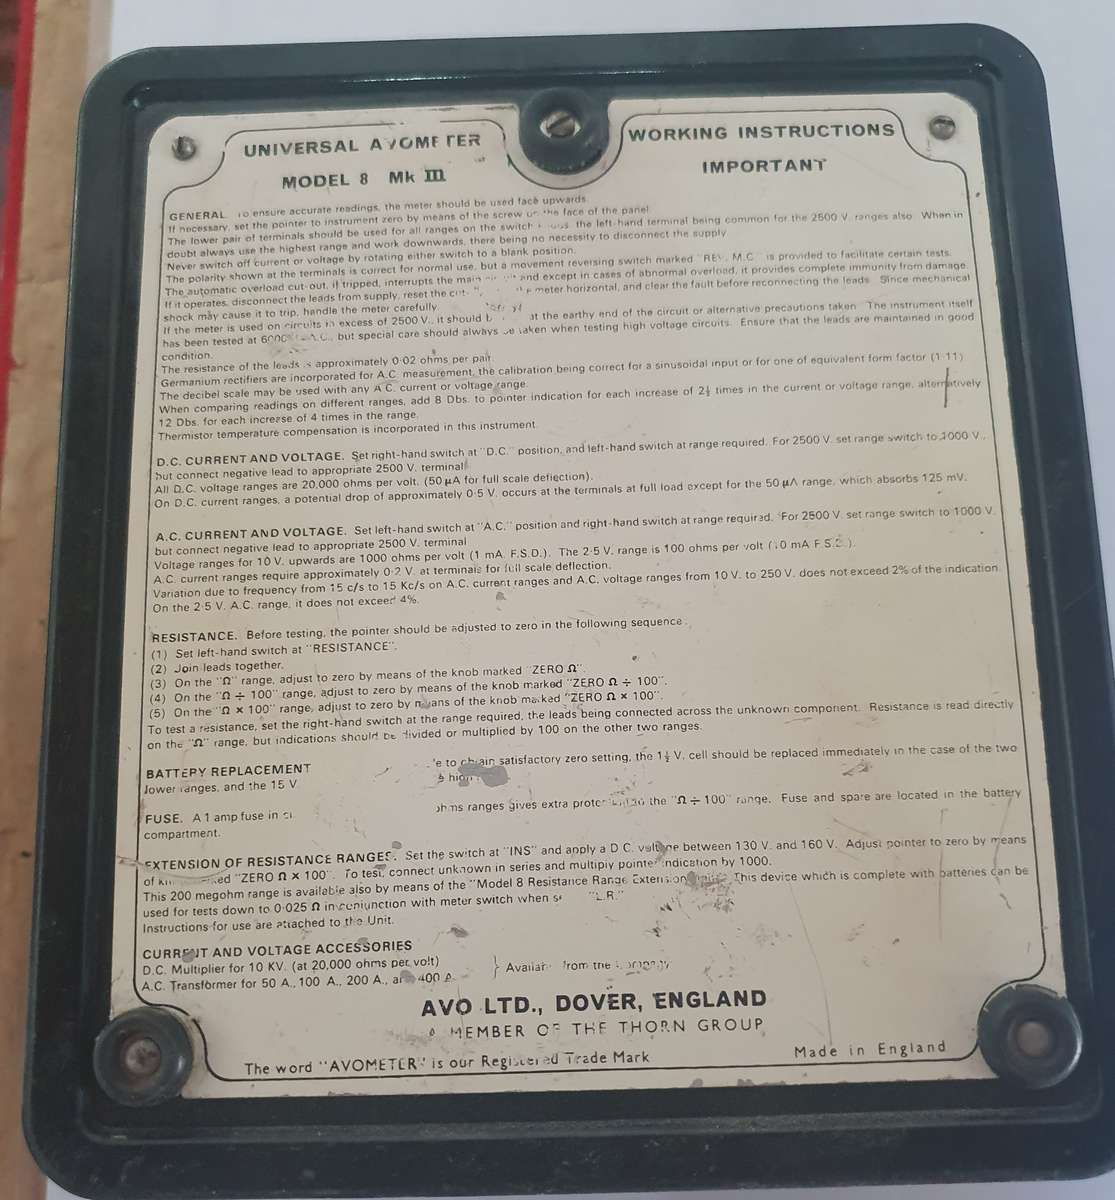 UNIVERSAL AVOMETER
MODEL 8 Mk III
WORKING INSTRUCTIONS
IMPORTANT
GENERAL. To ensure accurate readings, the meter should be used face upwards.
If necessary, set the pointer to instrument zero by means of the screw on the face of the panel.
The lower pair of terminals should be used for all ranges on the switch the left-hand terminal being common for the 2500 V. ranges also. When in
doubt always use the highest range and work downwards, there being no necessity to disconnect the supply.
Never switch off current or voltage by rotating either switch to a blank position.
The polarity shown at the terminals is correct for normal use, but a movement reversing switch marked "REV. M.C." is provided to facilitate certain tests.
The automatic overload cut-out, if tripped, interrupts the main and except in cases of abnormal overload, it provides complete immunity from damage.
If it operates, disconnect the leads from supply, reset the cut- meter horizontal, and clear the fault before reconnecting the leads. Since mechanical
shock may cause it to trip, handle the meter carefully
If the meter is used on circuits in excess of 2500 V., it should be at the earthy end of the circuit or alternative precautions taken. The instrument itself
has been tested at A.C., but special care should always be taken when testing high voltage circuits. Ensure that the leads are maintained in good
condition.
The resistance of the leads is approximately 0·02 ohms per pair.
Germanium rectifiers are incorporated for A.C. measurement, the calibration being correct for a sinusoidal input or for one of equivalent form factor (1·11)
The decibel scale may be used with any A.C. current or voltage range.
When comparing readings on different ranges, add 8 Dbs. to pointer indication for each increase of 2½ times in the current or voltage range, alternatively
12 Dbs. for each increase of 4 times in the range.
Thermistor temperature compensation is incorporated in this instrument.
D.C. CURRENT AND VOLTAGE. Set right-hand switch at "D.C." position, and left-hand switch at range required. For 2500 V. set range switch to 1000 V.,
but connect negative lead to appropriate 2500 V. terminal.
All D.C. voltage ranges are 20,000 ohms per volt. (50 µA for full scale deflection).
On D.C. current ranges, a potential drop of approximately 0·5 V. occurs at the terminals at full load except for the 50 µA range, which absorbs 125 mV.
A.C. CURRENT AND VOLTAGE. Set left-hand switch at "A.C." position and right-hand switch at range required. For 2500 V. set range switch to 1000 V.
but connect negative lead to appropriate 2500 V. terminal
Voltage ranges for 10 V. upwards are 1000 ohms per volt (1 mA. F.S.D.). The 2·5 V. range is 100 ohms per volt (10 mA F.S.D.).
A.C. current ranges require approximately 0·2 V. at terminals for full scale deflection.
Variation due to frequency from 15 c/s to 15 Kc/s on A.C. current ranges and A.C. voltage ranges from 10 V. to 250 V. does not exceed 2% of the indication.
On the 2·5 V. A.C. range, it does not exceed 4%.
RESISTANCE. Before testing, the pointer should be adjusted to zero in the following sequence:
(1) Set left-hand switch at "RESISTANCE".
(2) Join leads together.
(3) On the "Ω" range, adjust to zero by means of the knob marked "ZERO Ω".
(4) On the "Ω ÷ 100" range, adjust to zero by means of the knob marked "ZERO Ω ÷ 100".
(5) On the "Ω × 100" range, adjust to zero by means of the knob marked "ZERO Ω × 100".
To test a resistance, set the right-hand switch at the range required, the leads being connected across the unknown component. Resistance is read directly
on the "Ω" range, but indications should be divided or multiplied by 100 on the other two ranges.
BATTERY REPLACEMENT to obtain satisfactory zero setting, the 1½ V. cell should be replaced immediately in the case of the two
lower ranges, and the 15 V
FUSE. A 1 amp fuse in ohms ranges gives extra the "Ω ÷ 100" range. Fuse and spare are located in the battery
compartment.
EXTENSION OF RESISTANCE RANGES. Set the switch at "INS" and apply a D.C. voltage between 130 V. and 160 V. Adjust pointer to zero by means
of "ZERO Ω × 100". To test, connect unknown in series and multiply pointer indication by 1000.
This 200 megohm range is available also by means of the "Model 8 Resistance Range Extension This device which is complete with batteries can be
used for tests down to 0·025 Ω in conjunction with meter switch when "L.R."
Instructions for use are attached to the Unit.
CURRENT AND VOLTAGE ACCESSORIES
D.C. Multiplier for 10 KV. (at 20,000 ohms per volt)
A.C. Transformer for 50 A., 100 A., 200 A., and 400 A.
} Available from the Company
AVO LTD., DOVER, ENGLAND
A MEMBER OF THE THORN GROUP
The word "AVOMETER" is our Registered Trade Mark
Made in England